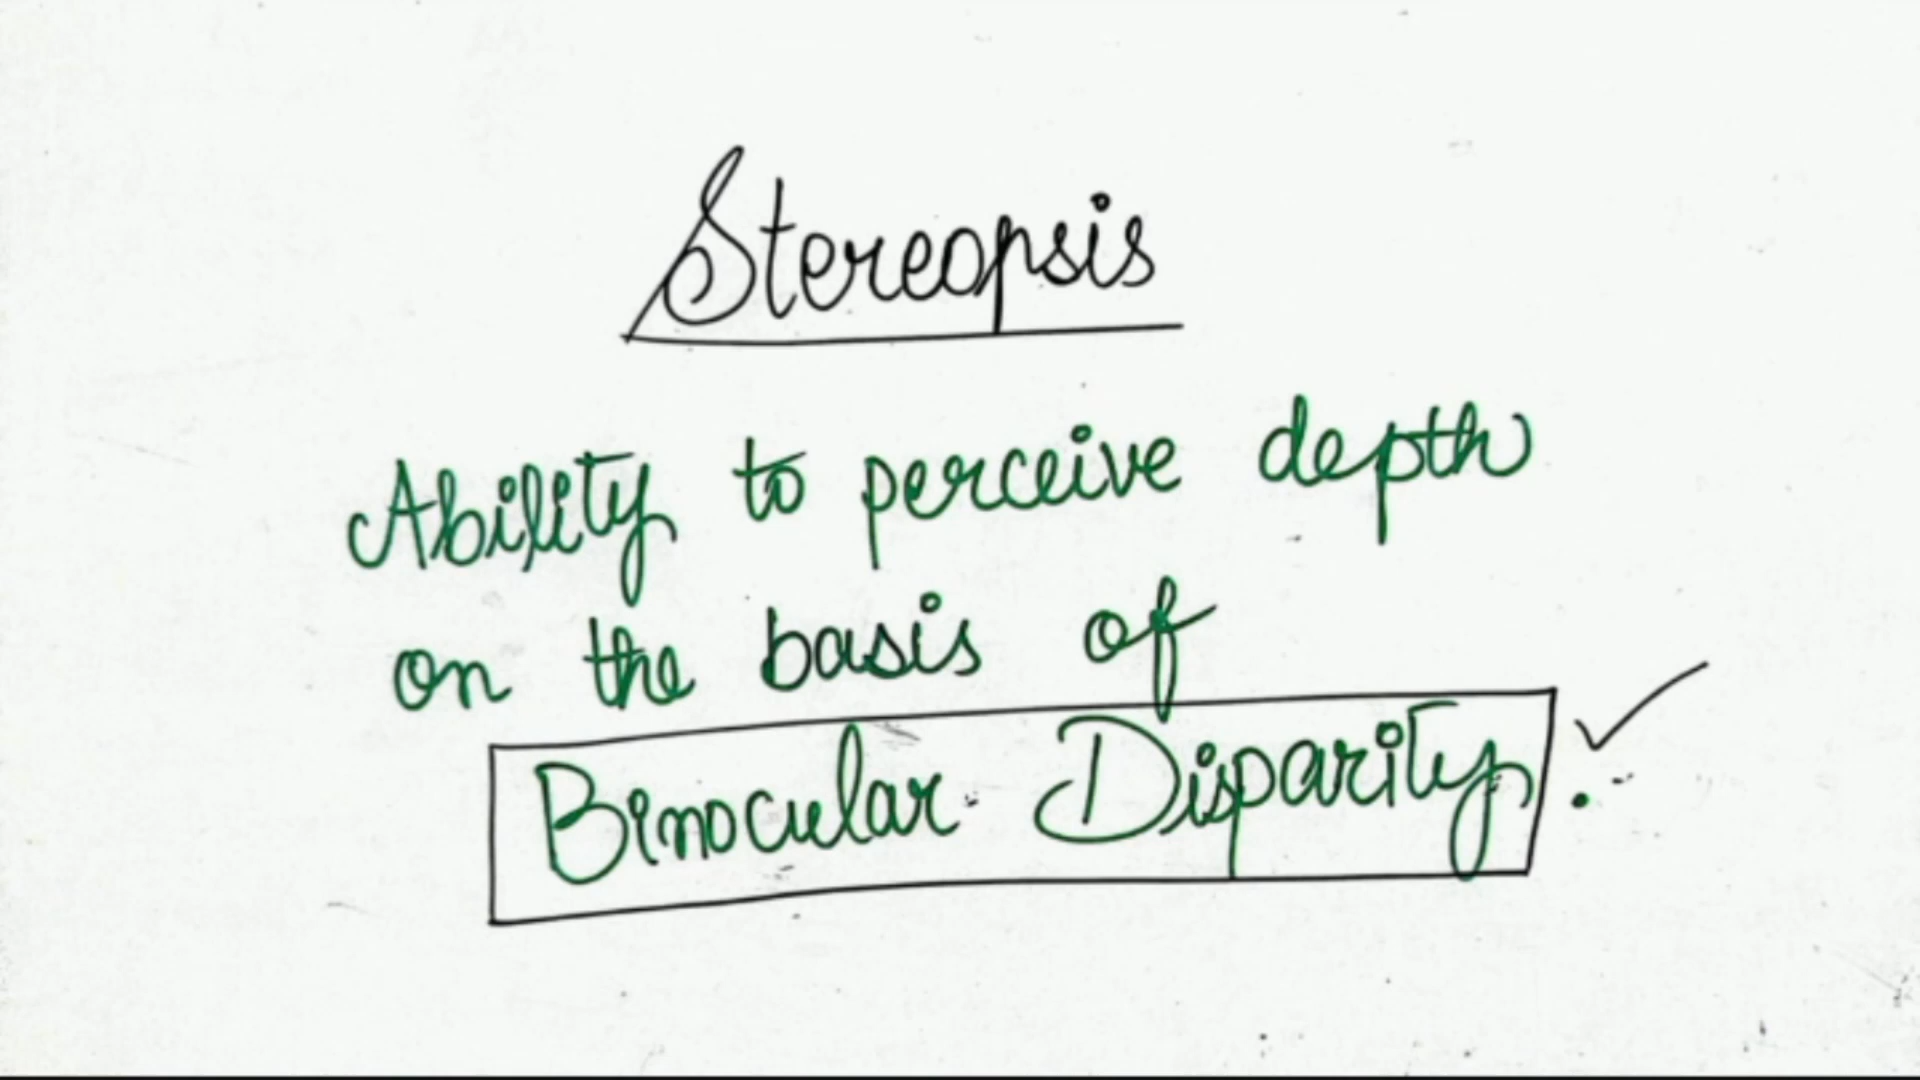 Stereopsis
Ability to perceive depth
on the basis of
Binocular Disparity.